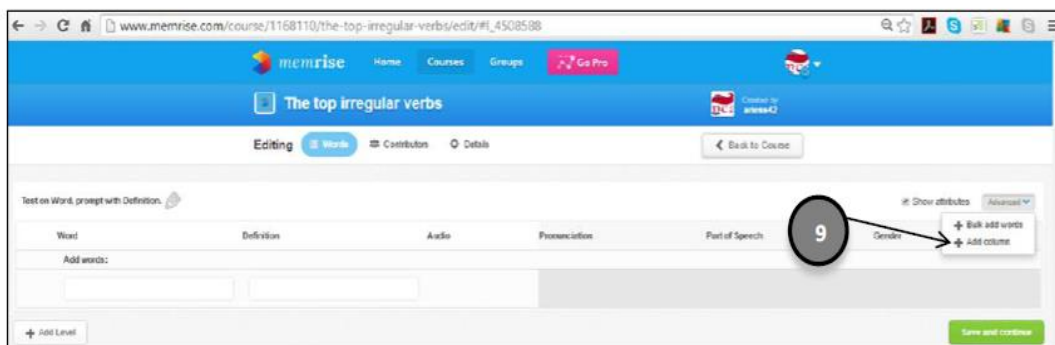 www.memrise.com/course/1168110/the-top-irregular-verbs/edit/#l_4508588
memrise Home Courses Groups Go Pro
The top irregular verbs Created by
Editing Words Contributors Details Back to Course
Test on Word, prompt with Definition. Show attributes Advanced
Bulk add words
Word Definition Audio Pronunciation Part of Speech 9 Gender Add column
Add words:
Add Level Save and continue